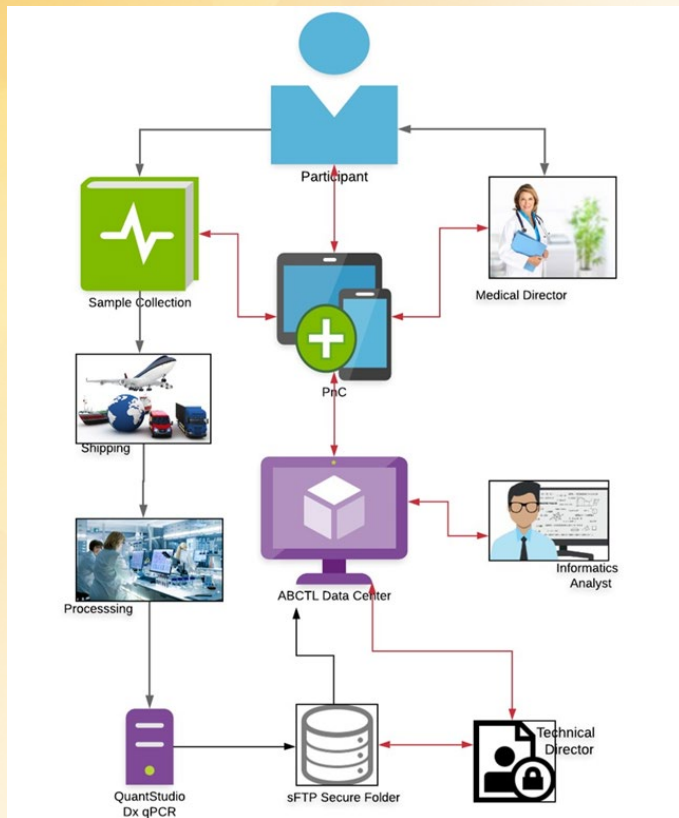 Participant
Sample Collection
Medical Director
PnC
Shipping
Processsing
ABCTL Data Center
Informatics
Analyst
QuantStudio
Dx qPCR
sFTP Secure Folder
Technical
Director